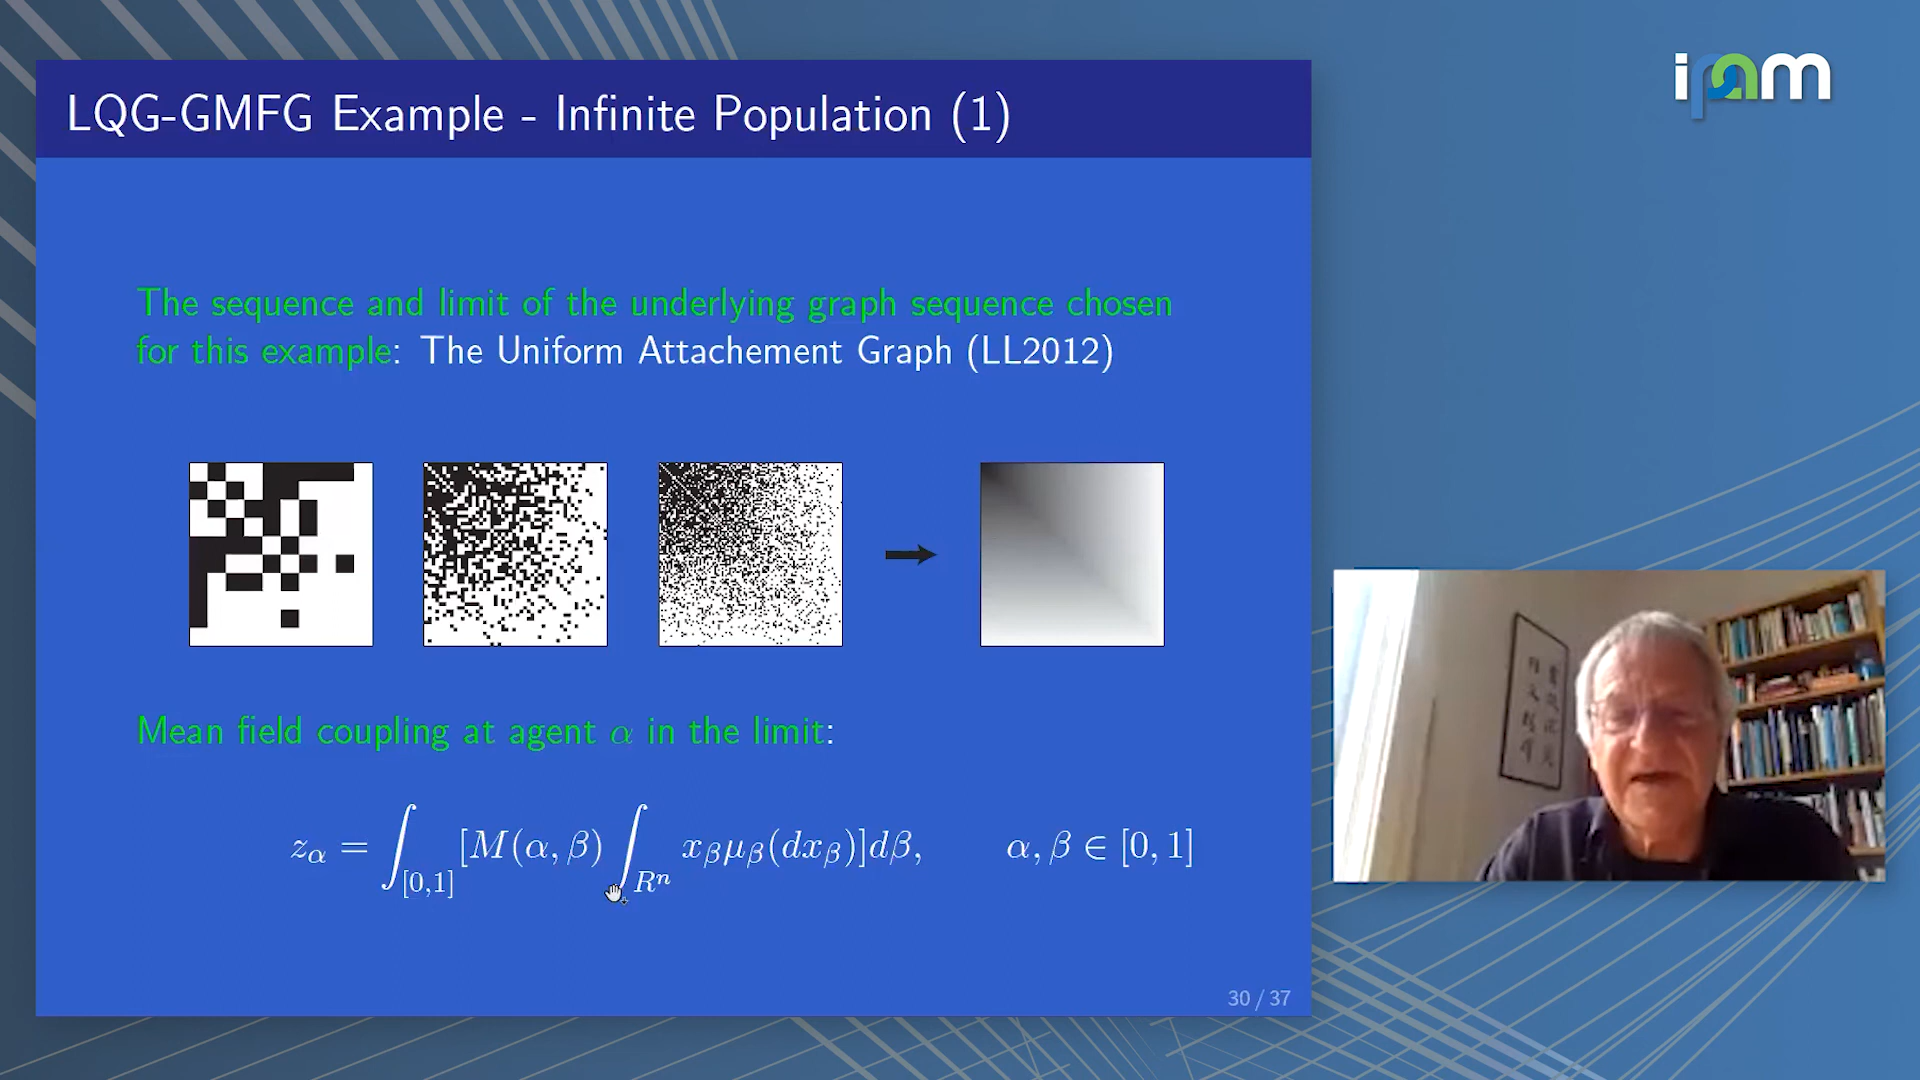 LQG-GMFG Example - Infinite Population (1)
ipam
The sequence and limit of the underlying graph sequence chosen
for this example: The Uniform Attachement Graph (LL2012)
Mean field coupling at agent α in the limit:
z_α = ∫_{[0,1]} [M(α, β) ∫_{R^n} x_β μ_β(dx_β)]dβ,   α, β ∈ [0, 1]
30 / 37